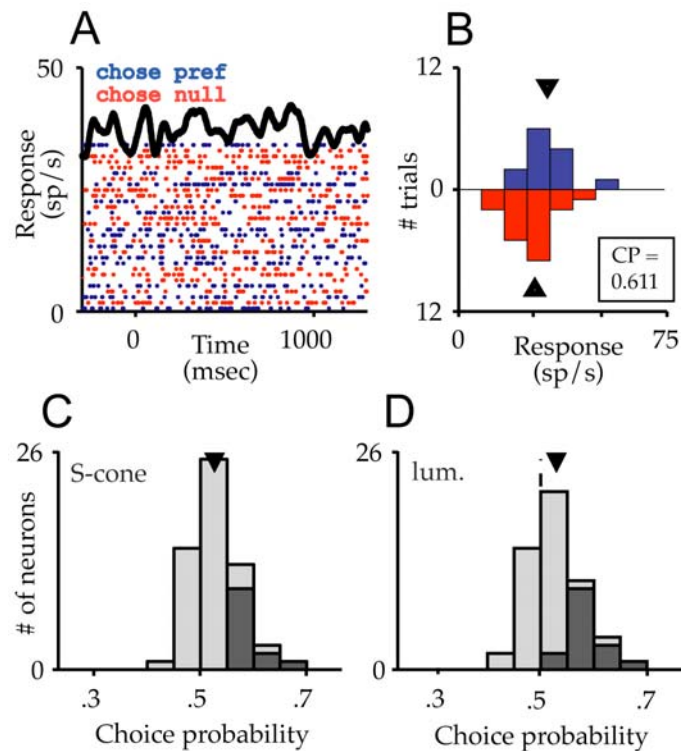 A
50
chose pref
chose null
Response
(sp/s)
0
0
1000
Time
(msec)
B
12
# trials
0
12
CP =
0.611
0
75
Response
(sp/s)
C
26
S-cone
# of neurons
0
.3
.5
.7
Choice probability
D
26
lum.
0
.3
.5
.7
Choice probability